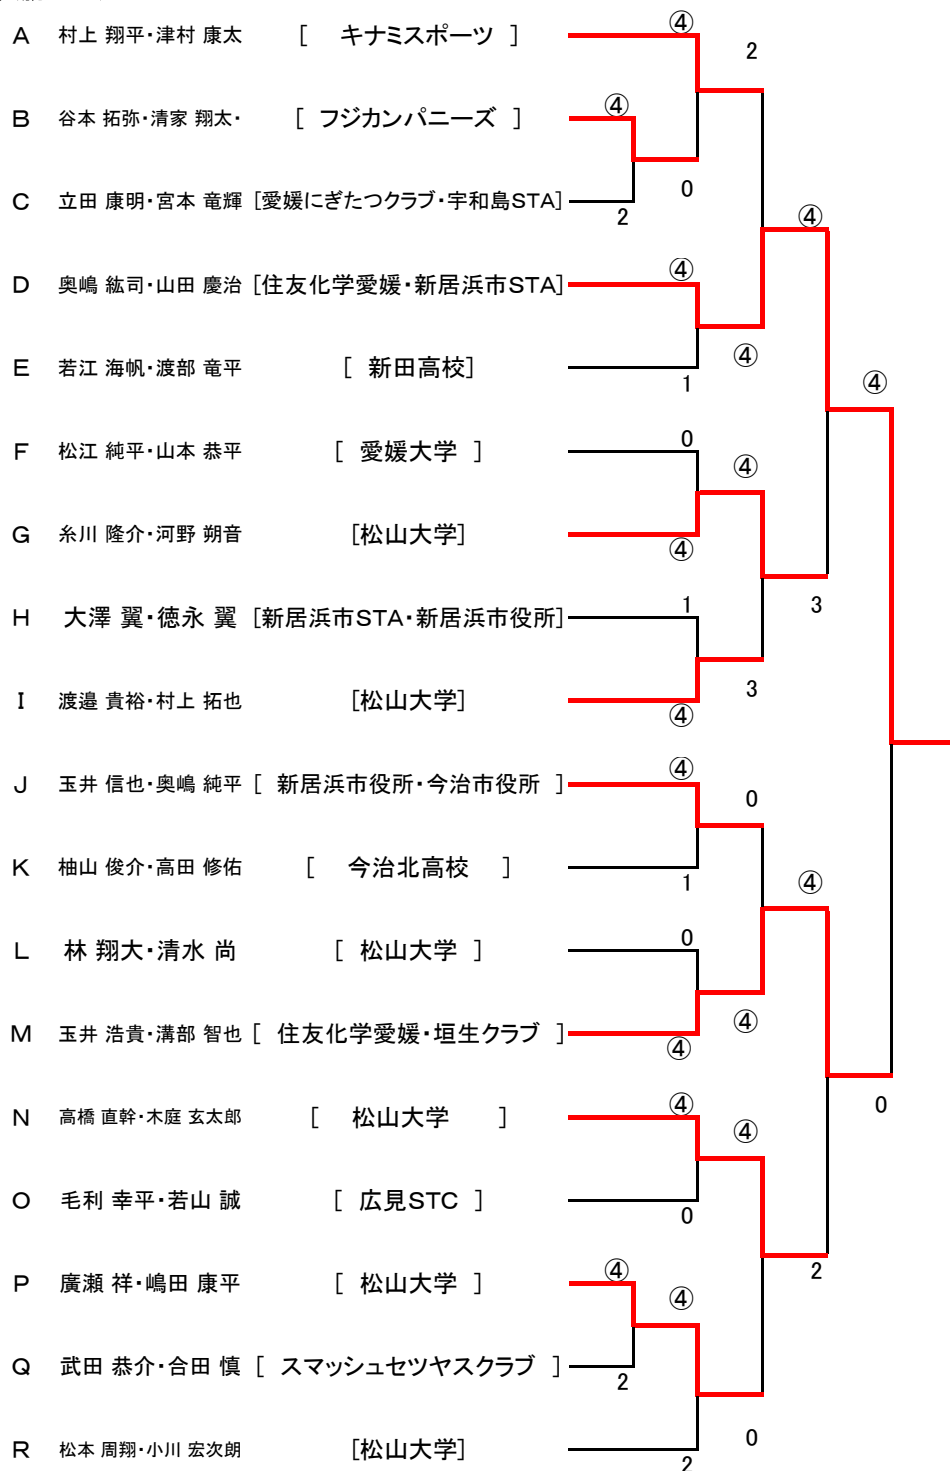 ④
A 村上 翔平・津村 康太 [ キナミスポーツ ]
2
④
B 谷本 拓弥・清家 翔太・ [ フジカンパニーズ ]
0
C 立田 康明・宮本 竜輝 [愛媛にぎたつクラブ・宇和島STA]
2
④
④
D 奥嶋 紘司・山田 慶治 [住友化学愛媛・新居浜市STA]
④
E 若江 海帆・渡部 竜平 [ 新田高校]
1
④
0
F 松江 純平・山本 恭平 [ 愛媛大学 ]
④
G 糸川 隆介・河野 朔音 [松山大学]
④
1
3
H 大澤 翼・徳永 翼 [新居浜市STA・新居浜市役所]
3
I 渡邉 貴裕・村上 拓也 [松山大学]
④
④
J 玉井 信也・奥嶋 純平 [ 新居浜市役所・今治市役所 ]
0
K 柚山 俊介・高田 修佑 [ 今治北高校 ]
1
④
0
L 林 翔大・清水 尚 [ 松山大学 ]
④
M 玉井 浩貴・溝部 智也 [ 住友化学愛媛・垣生クラブ ]
④
④
0
N 高橋 直幹・木庭 玄太郎 [ 松山大学 ]
④
O 毛利 幸平・若山 誠 [ 広見STC ]
0
④
2
P 廣瀬 祥・嶋田 康平 [ 松山大学 ]
④
Q 武田 恭介・合田 慎 [ スマッシュセツヤスクラブ ]
2
0
R 松本 周翔・小川 宏次朗 [松山大学]
2